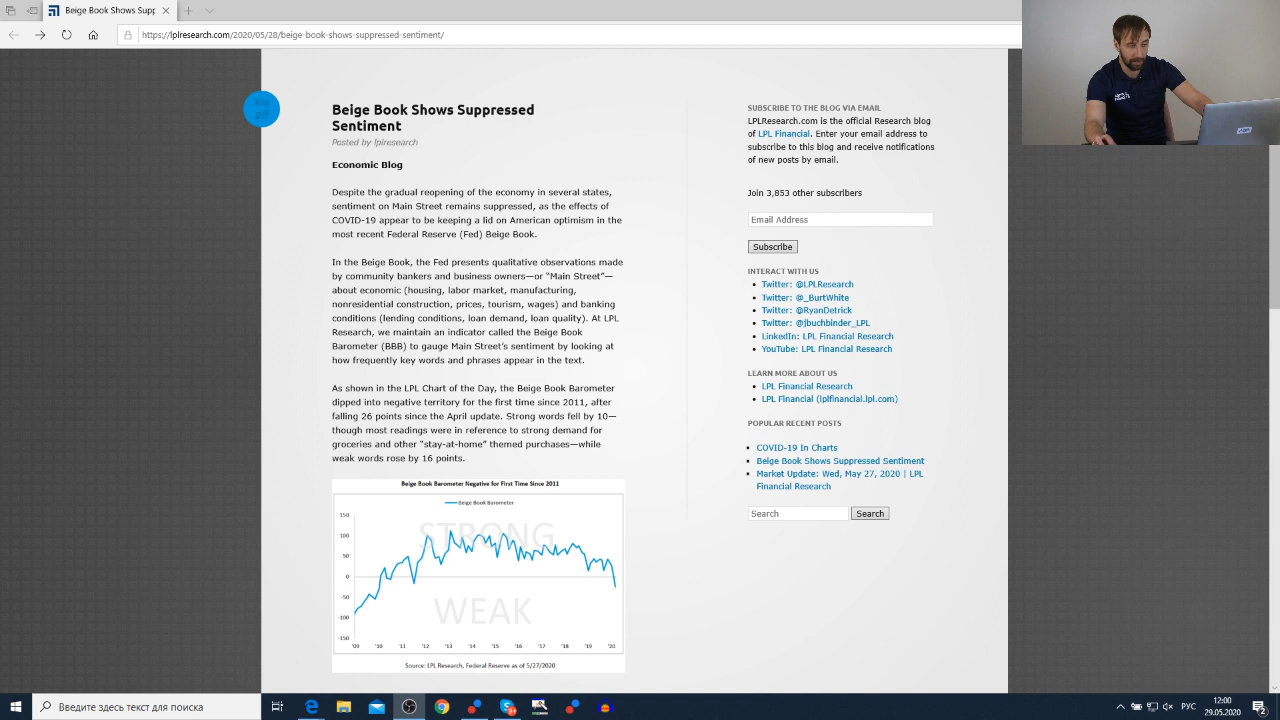 Beige Book Shows Suppressed S
https://lplresearch.com/2020/05/28/beige-book-shows-suppressed-sentiment/
28
Beige Book Shows Suppressed
Sentiment
Posted by lplresearch
Economic Blog
Despite the gradual reopening of the economy in several states,
sentiment on Main Street remains suppressed, as the effects of
COVID-19 appear to be keeping a lid on American optimism in the
most recent Federal Reserve (Fed) Beige Book.
In the Beige Book, the Fed presents qualitative observations made
by community bankers and business owners—or “Main Street”—
about economic (housing, labor market, manufacturing,
nonresidential construction, prices, tourism, wages) and banking
conditions (lending conditions, loan demand, loan quality). At LPL
Research, we maintain an indicator called the Beige Book
Barometer (BBB) to gauge Main Street’s sentiment by looking at
how frequently key words and phrases appear in the text.
As shown in the LPL Chart of the Day, the Beige Book Barometer
dipped into negative territory for the first time since 2011, after
falling 26 points since the April update. Strong words fell by 10—
though most readings were in reference to strong demand for
groceries and other “stay-at-home” themed purchases—while
weak words rose by 16 points.
Beige Book Barometer Negative for First Time Since 2011
Beige Book Barometer
STRONG
WEAK
150
100
50
0
-50
-100
-150
'09 '10 '11 '12 '13 '14 '15 '16 '17 '18 '19 '20
Source: LPL Research, Federal Reserve as of 5/27/2020
SUBSCRIBE TO THE BLOG VIA EMAIL
LPLResearch.com is the official Research blog
of LPL Financial. Enter your email address to
subscribe to this blog and receive notifications
of new posts by email.
Join 3,853 other subscribers
Email Address
Subscribe
INTERACT WITH US
Twitter: @LPLResearch
Twitter: @_BurtWhite
Twitter: @RyanDetrick
Twitter: @jbuchbinder_LPL
LinkedIn: LPL Financial Research
YouTube: LPL Financial Research
LEARN MORE ABOUT US
LPL Financial Research
LPL Financial (lplfinancial.lpl.com)
POPULAR RECENT POSTS
COVID-19 In Charts
Beige Book Shows Suppressed Sentiment
Market Update: Wed, May 27, 2020 | LPL
Financial Research
Search Search
Введите здесь текст для поиска
РУС
12:00
29.05.2020